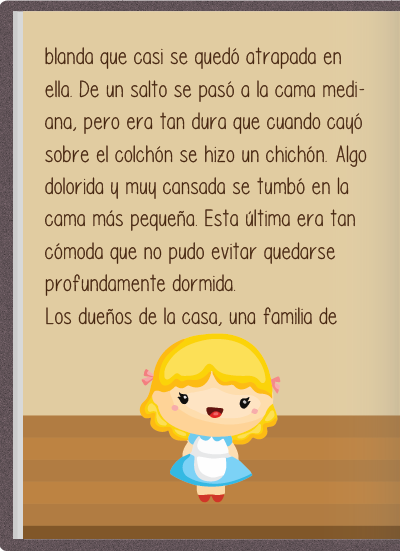 blanda que casi se quedó atrapada en
ella. De un salto se pasó a la cama medi-
ana, pero era tan dura que cuando cayó
sobre el colchón se hizo un chichón. Algo
dolorida y muy cansada se tumbó en la
cama más pequeña. Esta última era tan
cómoda que no pudo evitar quedarse
profundamente dormida.
Los dueños de la casa, una familia de